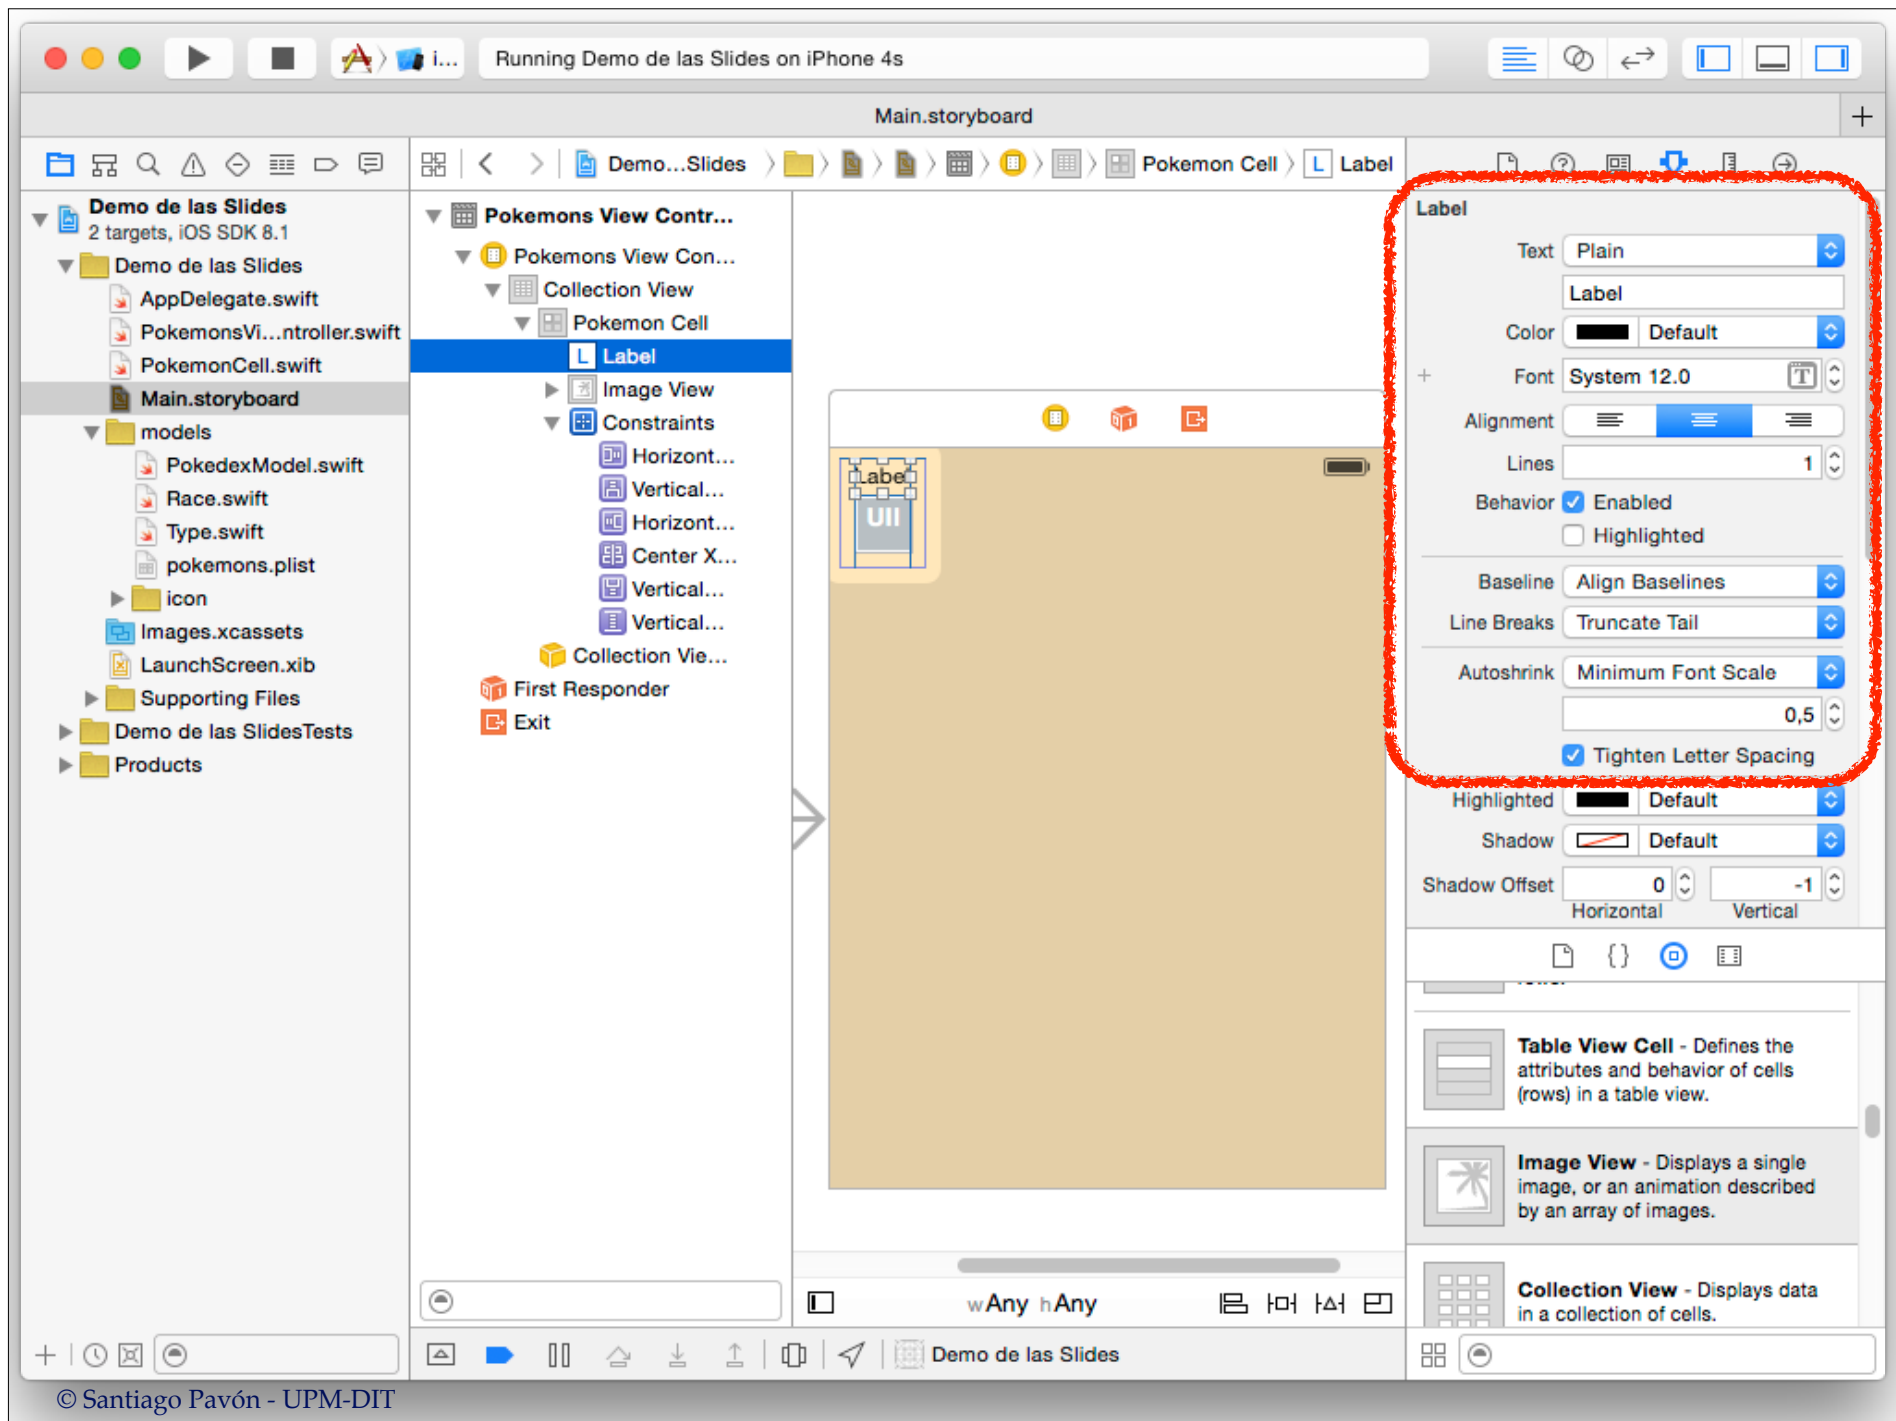 i...
Running Demo de las Slides on iPhone 4s
Main.storyboard
Demo...Slides
Pokemon Cell
L Label
Demo de las Slides
2 targets, iOS SDK 8.1
Demo de las Slides
AppDelegate.swift
PokemonsVi...ntroller.swift
PokemonCell.swift
Main.storyboard
models
PokedexModel.swift
Race.swift
Type.swift
pokemons.plist
icon
Images.xcassets
LaunchScreen.xib
Supporting Files
Demo de las SlidesTests
Products
Pokemons View Contr...
Pokemons View Con...
Collection View
Pokemon Cell
L Label
Image View
Constraints
Horizont...
Vertical...
Horizont...
Center X...
Vertical...
Vertical...
Collection Vie...
First Responder
Exit
Label
UII
wAny hAny
Demo de las Slides
Label
Text Plain
Label
Color Default
Font System 12.0 T
Alignment
Lines 1
Behavior Enabled
Highlighted
Baseline Align Baselines
Line Breaks Truncate Tail
Autoshrink Minimum Font Scale
0,5
Tighten Letter Spacing
Highlighted Default
Shadow Default
Shadow Offset 0 -1
Horizontal Vertical
Table View Cell - Defines the
attributes and behavior of cells
(rows) in a table view.
Image View - Displays a single
image, or an animation described
by an array of images.
Collection View - Displays data
in a collection of cells.
© Santiago Pavón - UPM-DIT